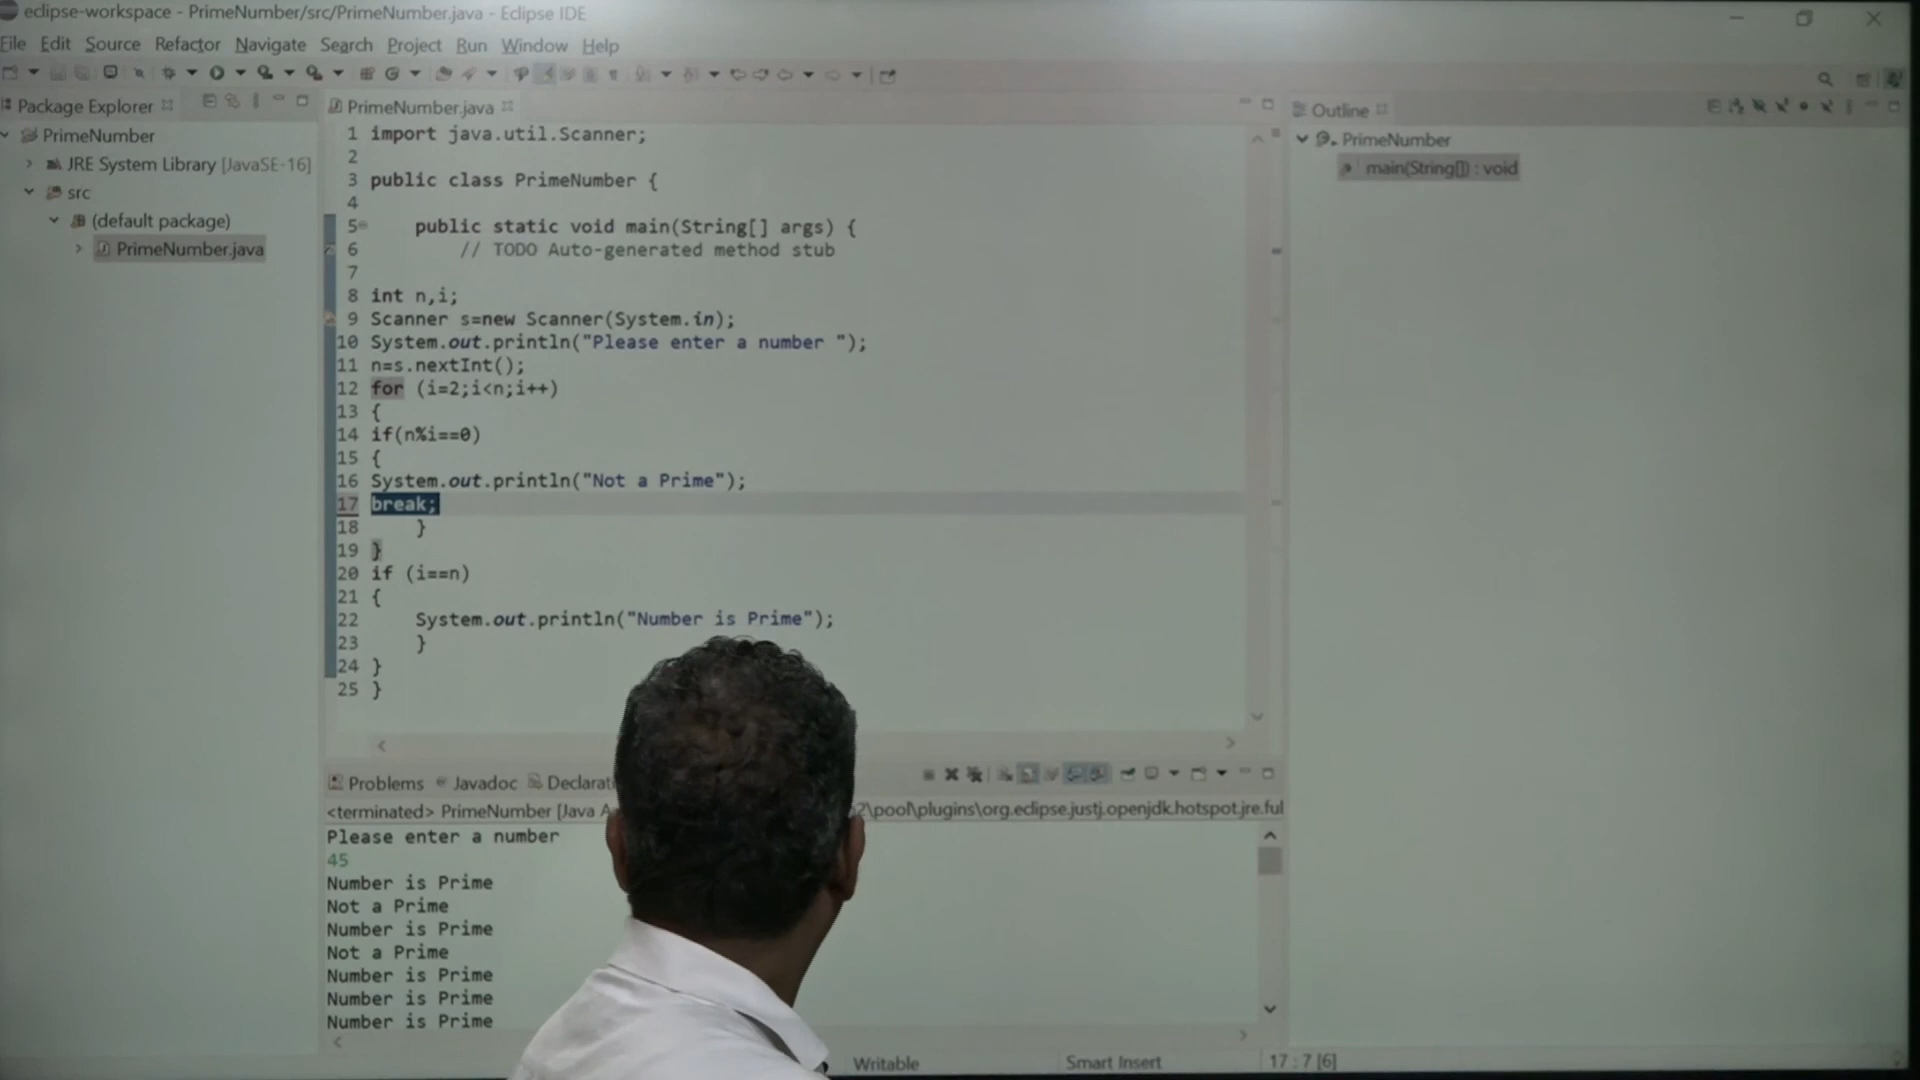 eclipse-workspace - PrimeNumber/src/PrimeNumber.java - Eclipse IDE
File Edit Source Refactor Navigate Search Project Run Window Help
Package Explorer
PrimeNumber
JRE System Library [JavaSE-16]
src
(default package)
PrimeNumber.java
PrimeNumber.java
1 import java.util.Scanner;
2
3 public class PrimeNumber {
4
5 public static void main(String[] args) {
6 // TODO Auto-generated method stub
7
8 int n,i;
9 Scanner s=new Scanner(System.in);
10 System.out.println("Please enter a number ");
11 n=s.nextInt();
12 for (i=2;i<n;i++)
13 {
14 if(n%i==0)
15 {
16 System.out.println("Not a Prime");
17 break;
18 }
19 }
20 if (i==n)
21 {
22 System.out.println("Number is Prime");
23 }
24 }
25 }
Outline
PrimeNumber
main(String[]) : void
Problems Javadoc
<terminated> PrimeNumber [Java \pool\plugins\org.eclipse.justj.openjdk.hotspot.jre.ful
Please enter a number
45
Number is Prime
Not a Prime
Number is Prime
Not a Prime
Number is Prime
Number is Prime
Number is Prime
Writable Smart Insert 17 : 7 [6]